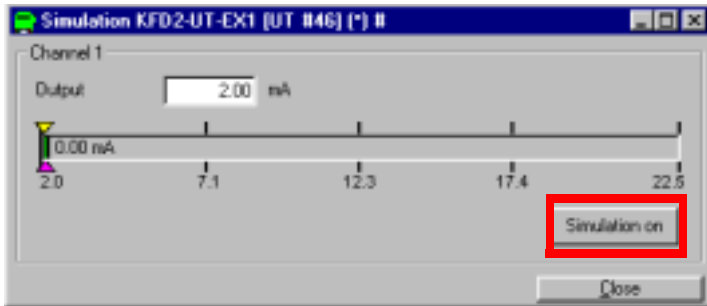 Simulation KFD2-UT-EX1 [UT #46] (*) #
Channel 1
Output 2.00 mA
0.00 mA
2.0 7.1 12.3 17.4 22.5
Simulation on
Close